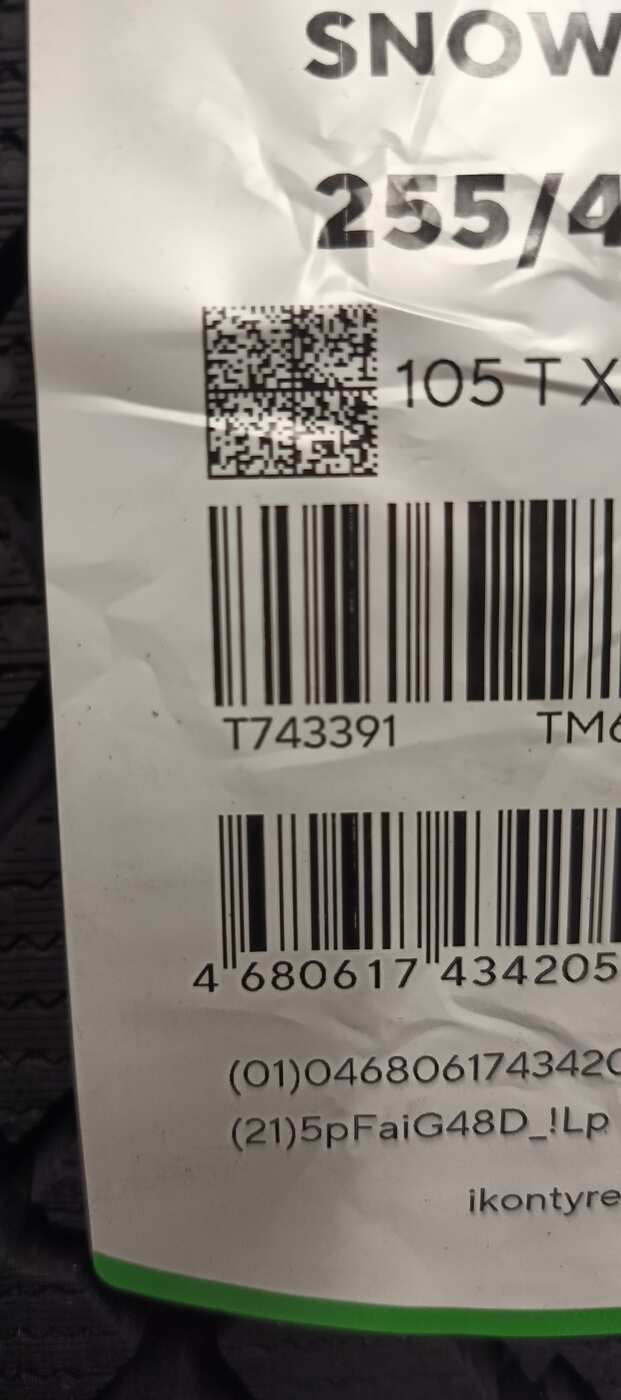 SNOW
255/4
105 T X
T743391 TM6
4 680617 434205
(01)0468061743420
(21)5pFaiG48D_!Lp
ikontyre